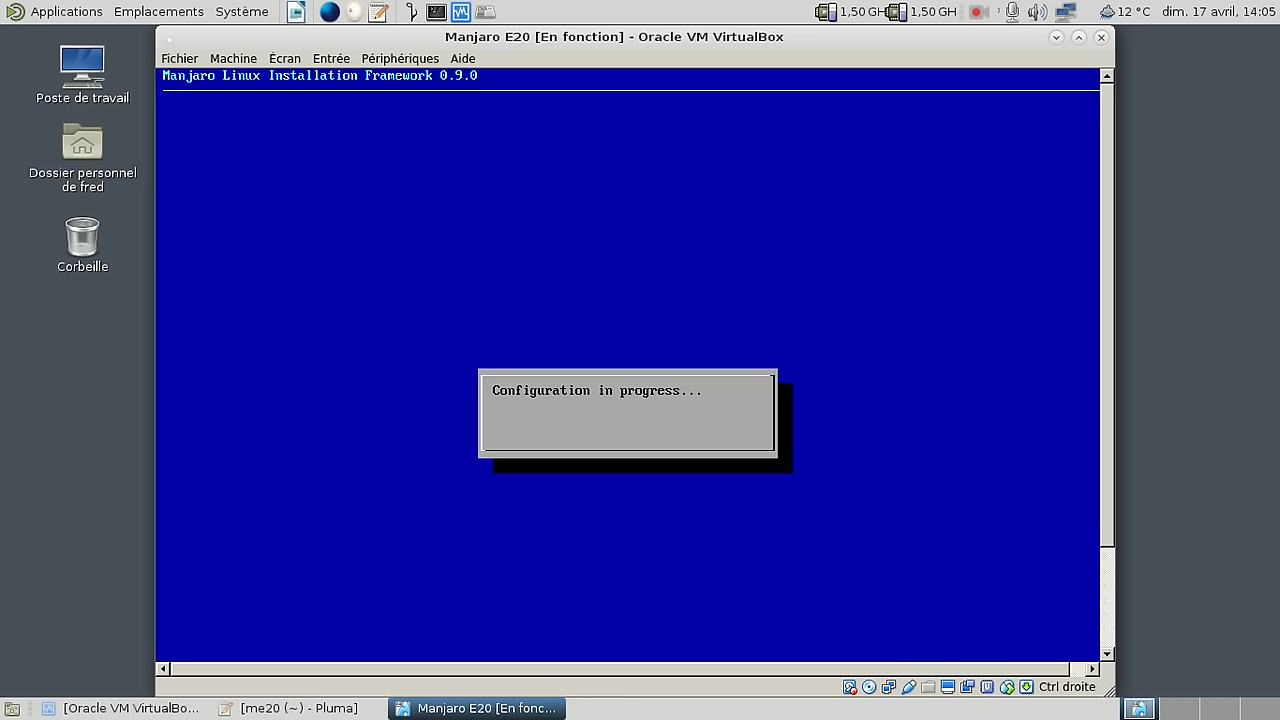 Applications Emplacements Système 1,50 GH 1,50 GH 12 °C dim. 17 avril, 14:05
Manjaro E20 [En fonction] - Oracle VM VirtualBox
Fichier Machine Écran Entrée Périphériques Aide
Manjaro Linux Installation Framework 0.9.0
Poste de travail
Dossier personnel
de fred
Corbeille
Configuration in progress...
Ctrl droite
[Oracle VM VirtualBo... [me20 (~) - Pluma] Manjaro E20 [En fonc...